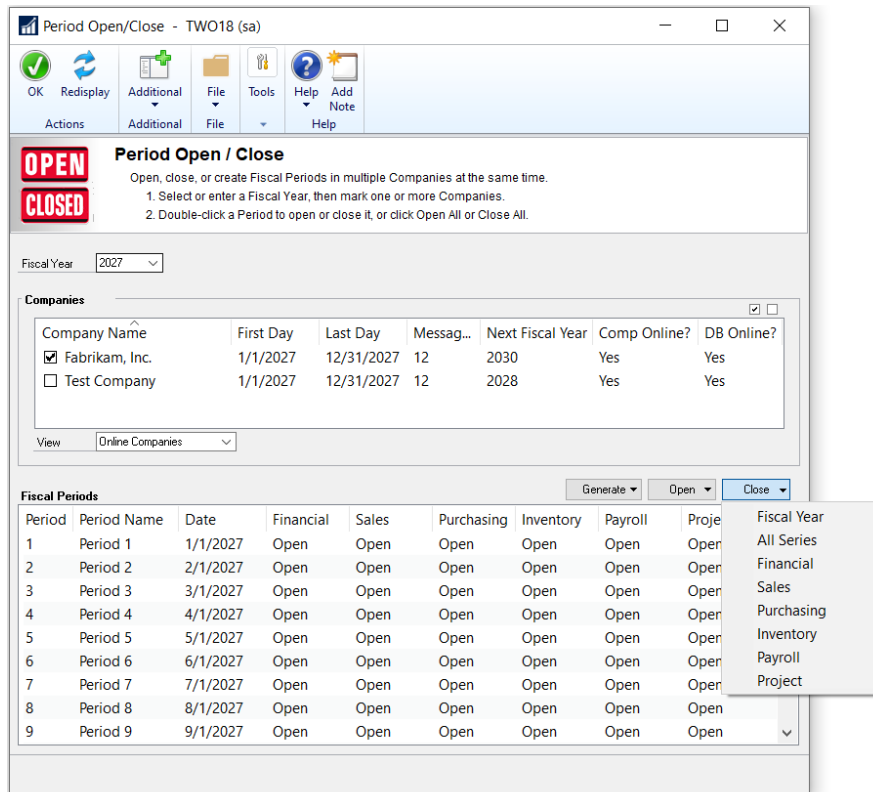 Period Open/Close - TWO18 (sa)
OK Redisplay Additional File Tools Help Add Note
Actions Additional File Help
OPEN
CLOSED
Period Open / Close
Open, close, or create Fiscal Periods in multiple Companies at the same time.
1. Select or enter a Fiscal Year, then mark one or more Companies.
2. Double-click a Period to open or close it, or click Open All or Close All.
Fiscal Year 2027
Companies
Company Name First Day Last Day Messag... Next Fiscal Year Comp Online? DB Online?
Fabrikam, Inc. 1/1/2027 12/31/2027 12 2030 Yes Yes
Test Company 1/1/2027 12/31/2027 12 2028 Yes Yes
View Online Companies
Generate Open Close
Fiscal Periods
Period Period Name Date Financial Sales Purchasing Inventory Payroll Proje
1 Period 1 1/1/2027 Open Open Open Open Open Open
2 Period 2 2/1/2027 Open Open Open Open Open Open
3 Period 3 3/1/2027 Open Open Open Open Open Open
4 Period 4 4/1/2027 Open Open Open Open Open Open
5 Period 5 5/1/2027 Open Open Open Open Open Open
6 Period 6 6/1/2027 Open Open Open Open Open Open
7 Period 7 7/1/2027 Open Open Open Open Open Open
8 Period 8 8/1/2027 Open Open Open Open Open Open
9 Period 9 9/1/2027 Open Open Open Open Open Open
Fiscal Year
All Series
Financial
Sales
Purchasing
Inventory
Payroll
Project